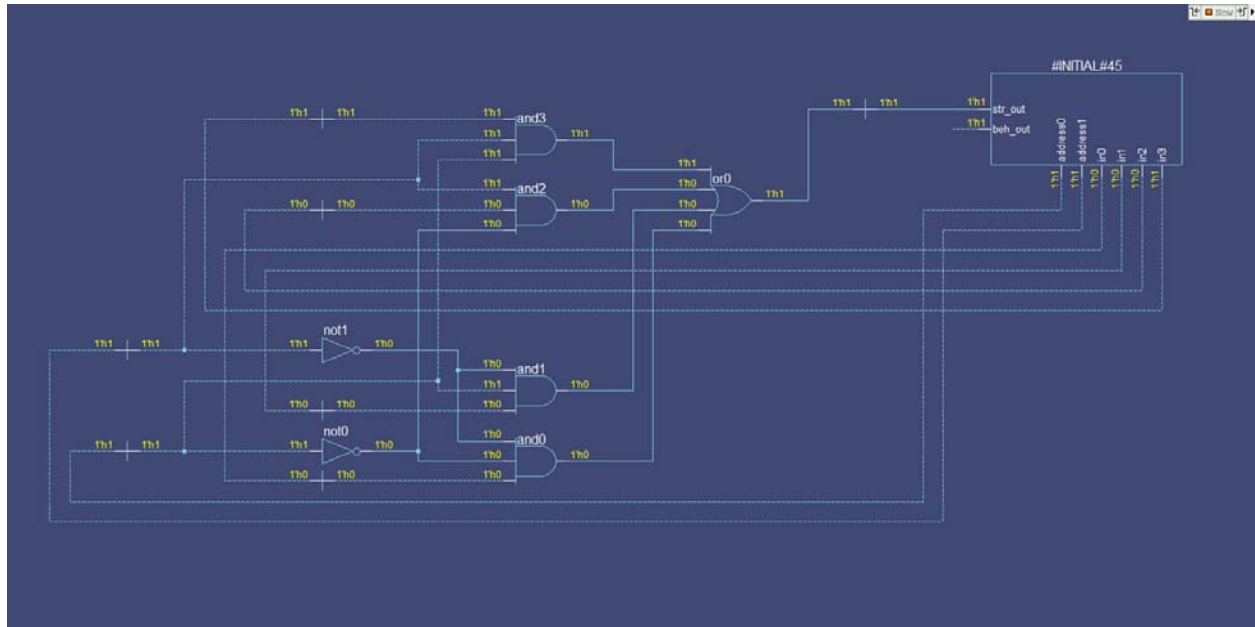 Now
#INITIAL#45
1'h1 1'h1 1'h1 and3 1'h1 1'h1 1'h1 str_out
1'h1 1'h1 1'h1 beh_out
1'h1 1'h1 or0
address0 address1 in0 in1 in2 in3
1'h1 1'h1 1'h0 1'h0 1'h0 1'h1
1'h1 and2 1'h0 1'h1
1'h0 1'h0 1'h0 1'h0 1'h0
1'h0 1'h0
not1
1'h1 1'h1 1'h1 1'h0
1'h0 and1
1'h1 1'h0
1'h0 1'h0 1'h0
not0 1'h0 and0
1'h1 1'h1 1'h1 1'h0 1'h0 1'h0
1'h0 1'h0 1'h0